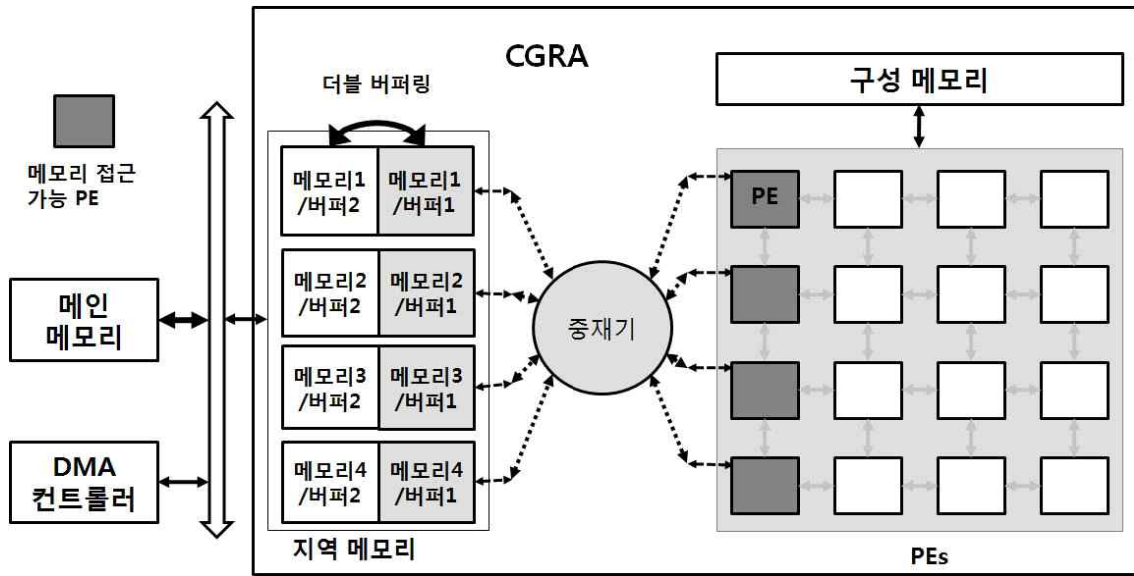 CGRA
더블 버퍼링
구성 메모리
메모리 접근
가능 PE
메모리1
/버퍼2
메모리1
/버퍼1
PE
메모리2
/버퍼2
메모리2
/버퍼1
메인
메모리
중재기
메모리3
/버퍼2
메모리3
/버퍼1
DMA
컨트롤러
메모리4
/버퍼2
메모리4
/버퍼1
지역 메모리
PEs